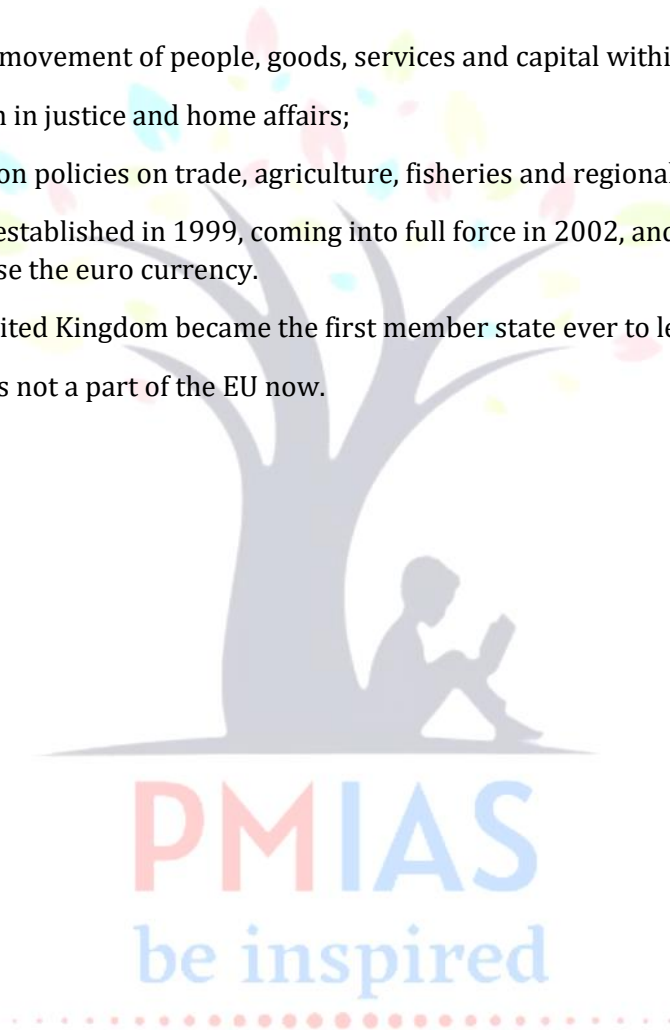 movement of people, goods, services and capital withi
n in justice and home affairs;
on policies on trade, agriculture, fisheries and regional
established in 1999, coming into full force in 2002, and
se the euro currency.
ited Kingdom became the first member state ever to le
s not a part of the EU now.
PMIAS
be inspired